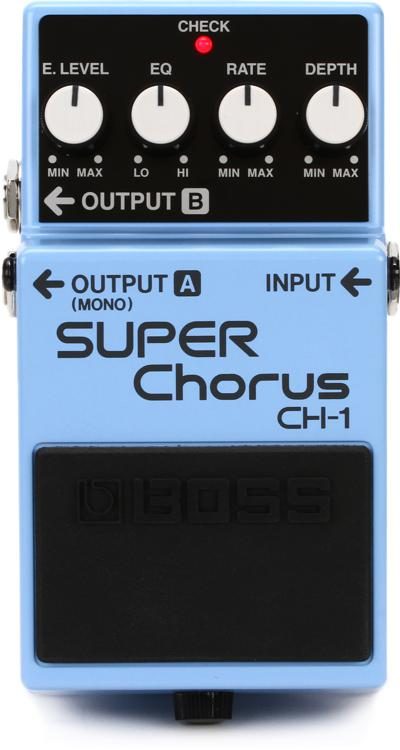 CHECK
E. LEVEL EQ RATE DEPTH
MIN MAX LO HI MIN MAX MIN MAX
← OUTPUT B
← OUTPUT A INPUT ←
(MONO)
SUPER
Chorus
CH-1
BOSS